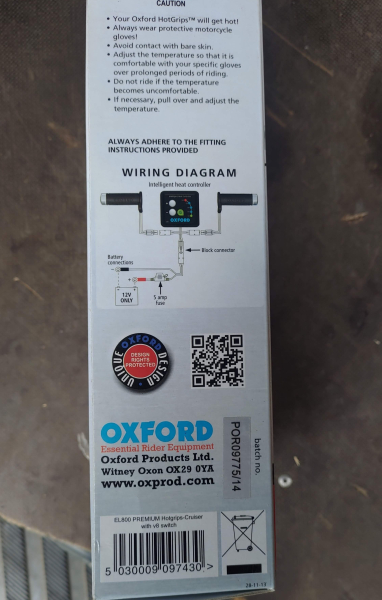 CAUTION
• Your Oxford HotGrips™ will get hot!
• Always wear protective motorcycle
gloves!
• Avoid contact with bare skin.
• Adjust the temperature so that it is
comfortable with your specific gloves
over prolonged periods of riding.
• Do not ride if the temperature
becomes uncomfortable.
• If necessary, pull over and adjust the
temperature.
ALWAYS ADHERE TO THE FITTING
INSTRUCTIONS PROVIDED
WIRING DIAGRAM
Intelligent heat controller
OXFORD
Block connector
Battery
connections
12V
ONLY
5 amp
fuse
UNIQUE OXFORD DESIGN
DESIGN
RIGHTS
PROTECTED
OXFORD
Essential Rider Equipment
Oxford Products Ltd.
Witney Oxon OX29 0YA
www.oxprod.com
batch no.
POR09775/14
EL800 PREMIUM Hotgrips-Cruiser
with v8 switch
5 030009 097430 >
28-11-13